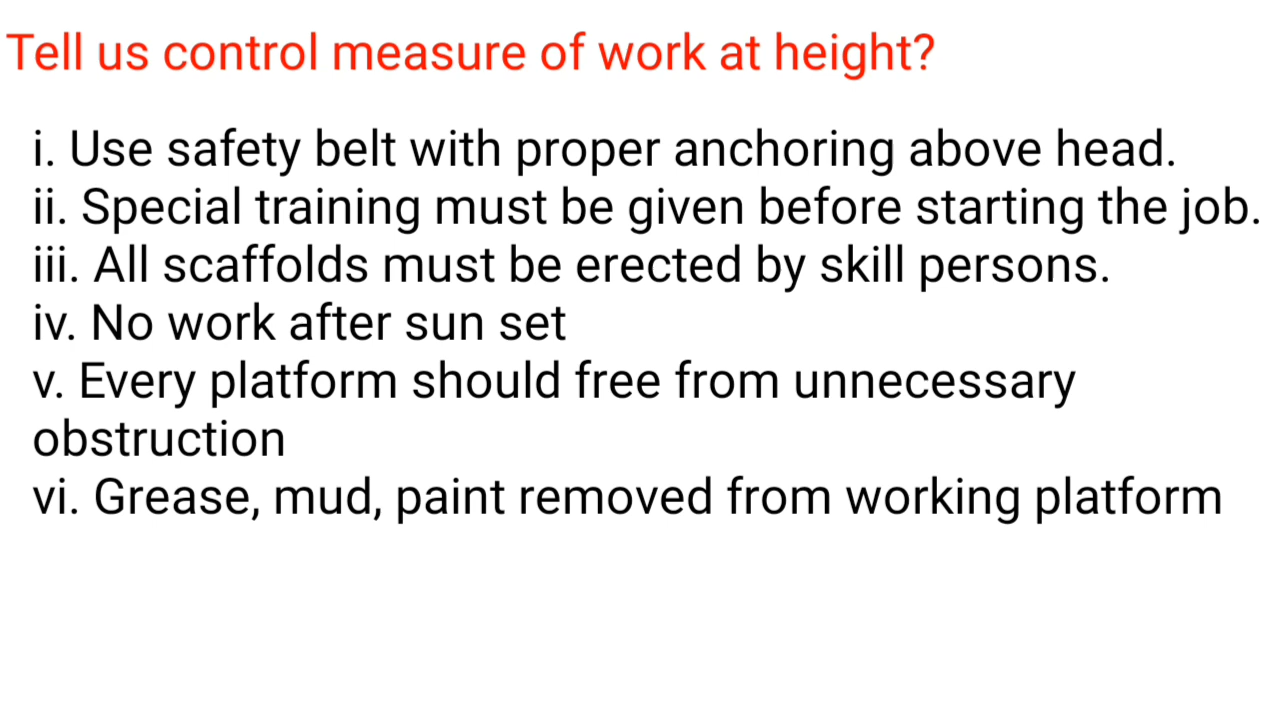 Tell us control measure of work at height?
i. Use safety belt with proper anchoring above head.
ii. Special training must be given before starting the job.
iii. All scaffolds must be erected by skill persons.
iv. No work after sun set
v. Every platform should free from unnecessary
obstruction
vi. Grease, mud, paint removed from working platform